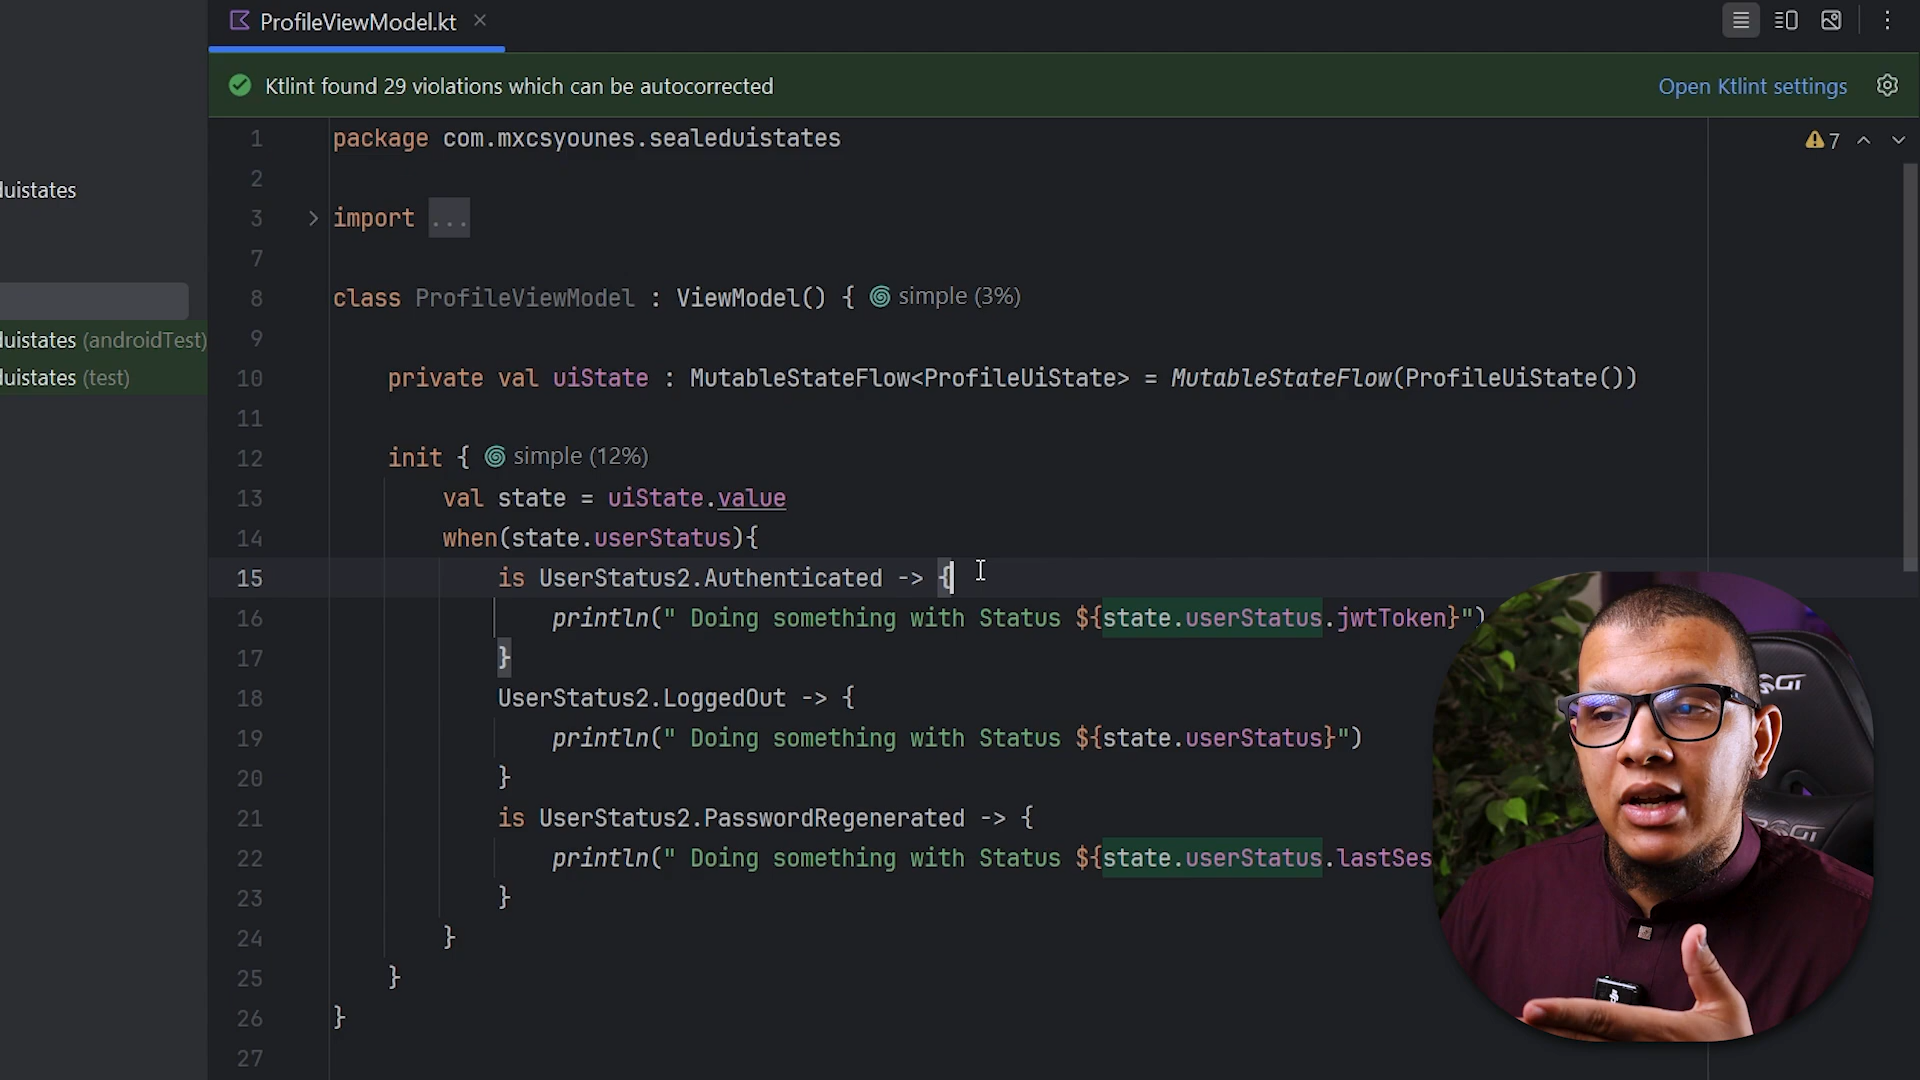 ProfileViewModel.kt
Ktlint found 29 violations which can be autocorrected
Open Ktlint settings
7
duistates
duistates (androidTest)
duistates (test)
1 package com.mxcsyounes.sealeduistates
2
3 import ...
7
8 class ProfileViewModel : ViewModel() { simple (3%)
9
10 private val uiState : MutableStateFlow<ProfileUiState> = MutableStateFlow(ProfileUiState())
11
12 init { simple (12%)
13 val state = uiState.value
14 when(state.userStatus){
15 is UserStatus2.Authenticated -> {
16 println(" Doing something with Status ${state.userStatus.jwtToken}")
17 }
18 UserStatus2.LoggedOut -> {
19 println(" Doing something with Status ${state.userStatus}")
20 }
21 is UserStatus2.PasswordRegenerated -> {
22 println(" Doing something with Status ${state.userStatus.lastSes
23 }
24 }
25 }
26 }
27